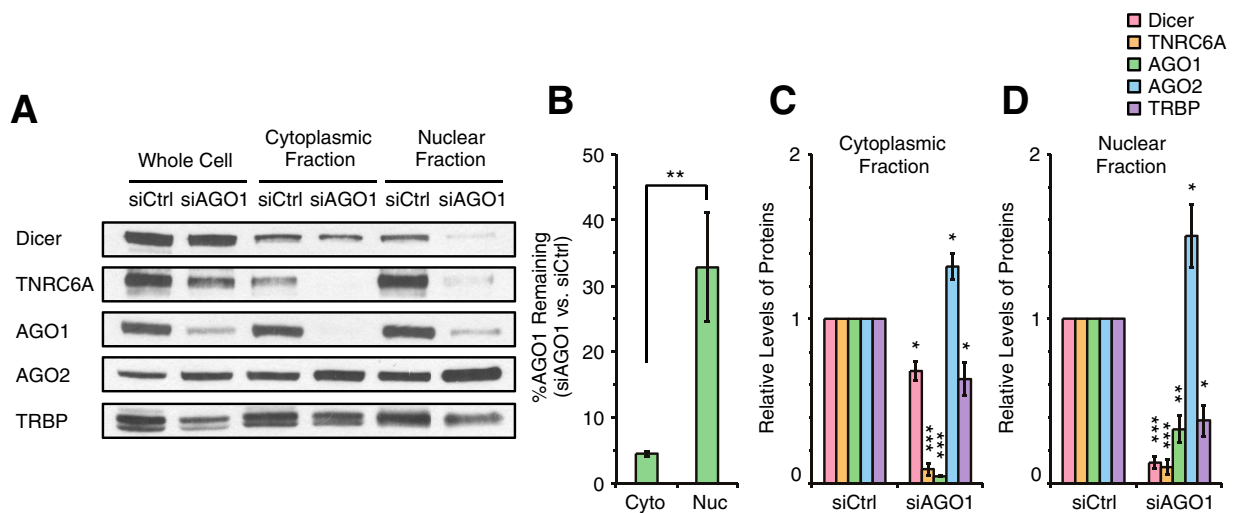 Dicer
TNRC6A
AGO1
AGO2
TRBP
A
Whole Cell
Cytoplasmic
Fraction
Nuclear
Fraction
siCtrl siAGO1 siCtrl siAGO1 siCtrl siAGO1
Dicer
TNRC6A
AGO1
AGO2
TRBP
B
%AGO1 Remaining
(siAGO1 vs. siCtrl)
50
40
30
20
10
0
**
Cyto Nuc
C
Cytoplasmic
Fraction
Relative Levels of Proteins
2
1
0
*
***
***
*
*
siCtrl siAGO1
D
Nuclear
Fraction
Relative Levels of Proteins
2
1
0
***
***
**
*
*
siCtrl siAGO1